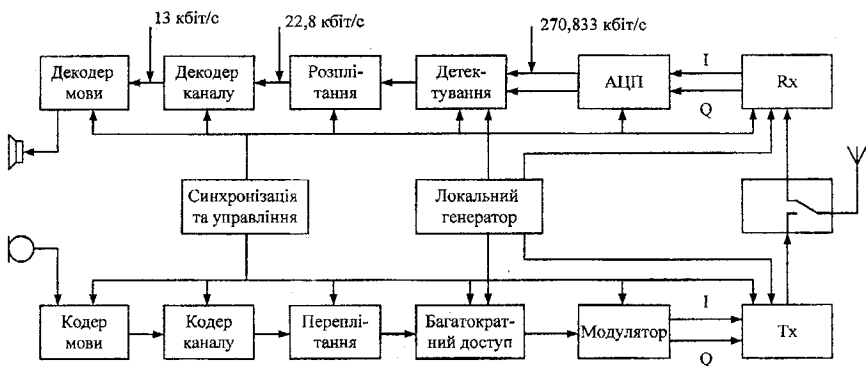 13 кбіт/с
22,8 кбіт/с
270,833 кбіт/с
Декодер
мови
Декодер
каналу
Розплі-
тання
Детек-
тування
АЦП
I
Q
Rx
Синхронізація
та управління
Локальний
генератор
Кодер
мови
Кодер
каналу
Переплі-
тання
Багатократ-
ний доступ
Модулятор
I
Q
Tx